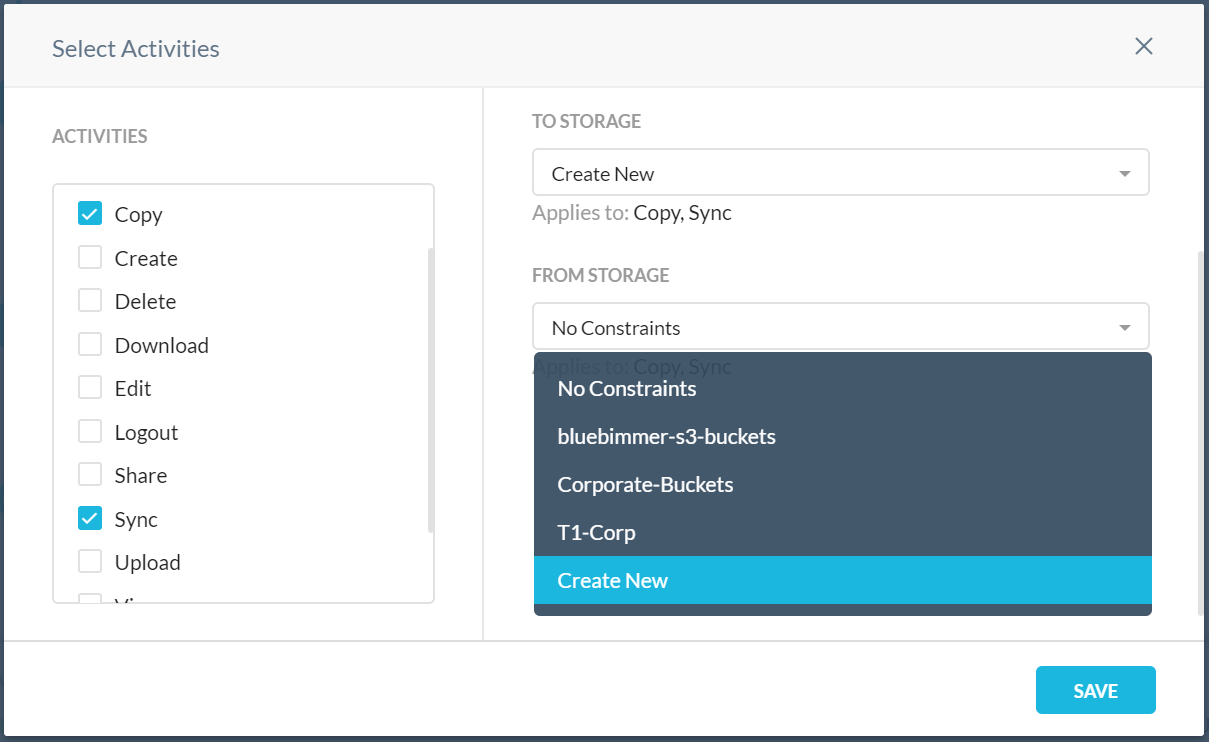 Select Activities
ACTIVITIES
Copy
Create
Delete
Download
Edit
Logout
Share
Sync
Upload
TO STORAGE
Create New
Applies to: Copy, Sync
FROM STORAGE
No Constraints
Applies to: Copy, Sync
No Constraints
bluebimmer-s3-buckets
Corporate-Buckets
T1-Corp
Create New
SAVE